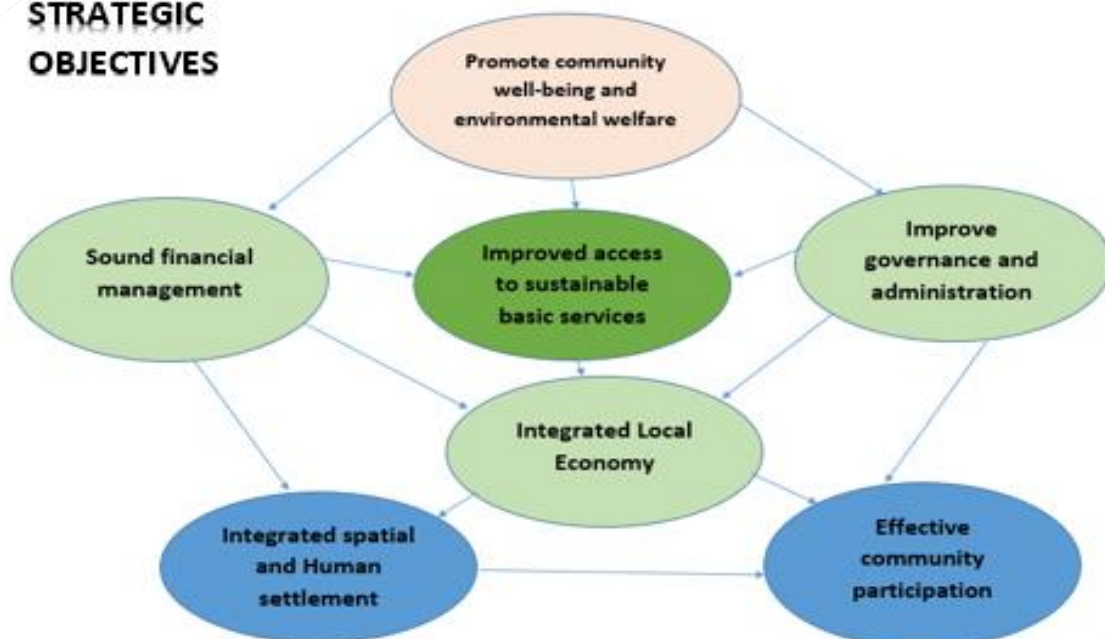 STRATEGIC
OBJECTIVES
Promote community
well-being and
environmental welfare
Sound financial
management
Improved access
to sustainable
basic services
Improve
governance and
administration
Integrated Local
Economy
Integrated spatial
and Human
settlement
Effective
community
participation